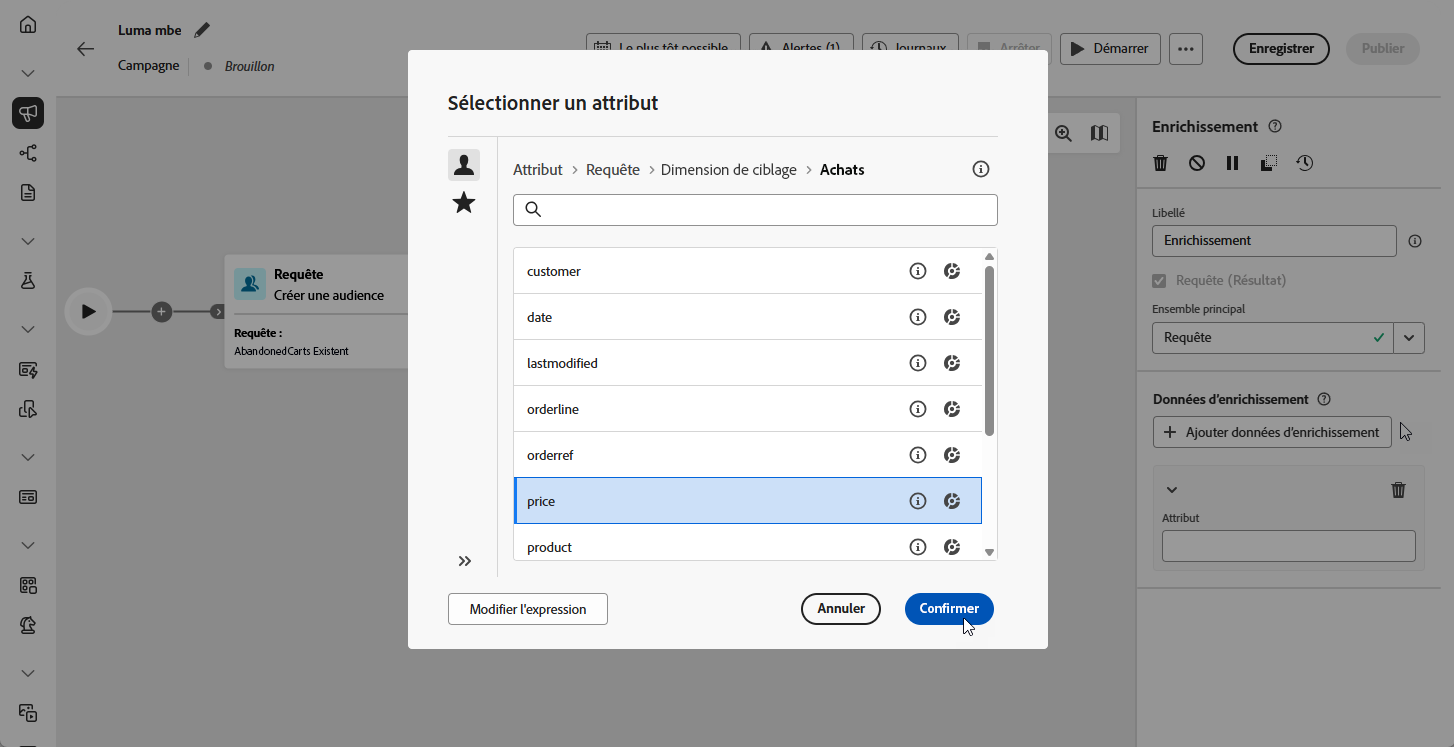 Luma mbe
Campagne
Brouillon
Le plus tôt possible
Alertes (1)
Journaux
Arrêter
Démarrer
Enregistrer
Publier
Requête
Créer une audience
Requête :
AbandonedCarts Existent
Sélectionner un attribut
Attribut > Requête > Dimension de ciblage > Achats
customer
date
lastmodified
orderline
orderref
price
product
Modifier l'expression
Annuler
Confirmer
Enrichissement
Libellé
Enrichissement
Requête (Résultat)
Ensemble principal
Requête
Données d'enrichissement
Ajouter données d'enrichissement
Attribut